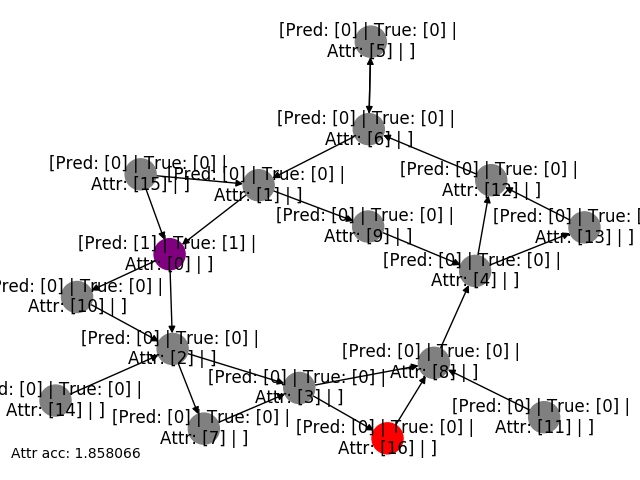 [Pred: [0] | True: [0] |
Attr: [5] | ]
[Pred: [0] | True: [0] |
Attr: [6] | ]
[Pred: [0] | True: [0] |
Attr: [15] | ]
[Pred: [0] | True: [0] |
Attr: [1] | ]
[Pred: [0] | True: [0] |
Attr: [12] | ]
[Pred: [0] | True: [0] |
Attr: [9] | ]
[Pred: [0] | True: [
Attr: [13] | ]
[Pred: [1] | True: [1] |
Attr: [0] | ]
[Pred: [0] | True: [0] |
Attr: [4] | ]
red: [0] | True: [0] |
Attr: [10] | ]
[Pred: [0] | True: [0] |
Attr: [2] | ]
[Pred: [0] | True: [0] |
Attr: [8] | ]
[Pred: [0] | True: [0] |
Attr: [3] | ]
d: [0] | True: [0] |
Attr: [14] | ]
[Pred: [0] | True: [0] |
Attr: [7] | ]
[Pred: [0] | True: [0] |
Attr: [11] | ]
[Pred: [0] | True: [0] |
Attr: [16] | ]
Attr acc: 1.858066